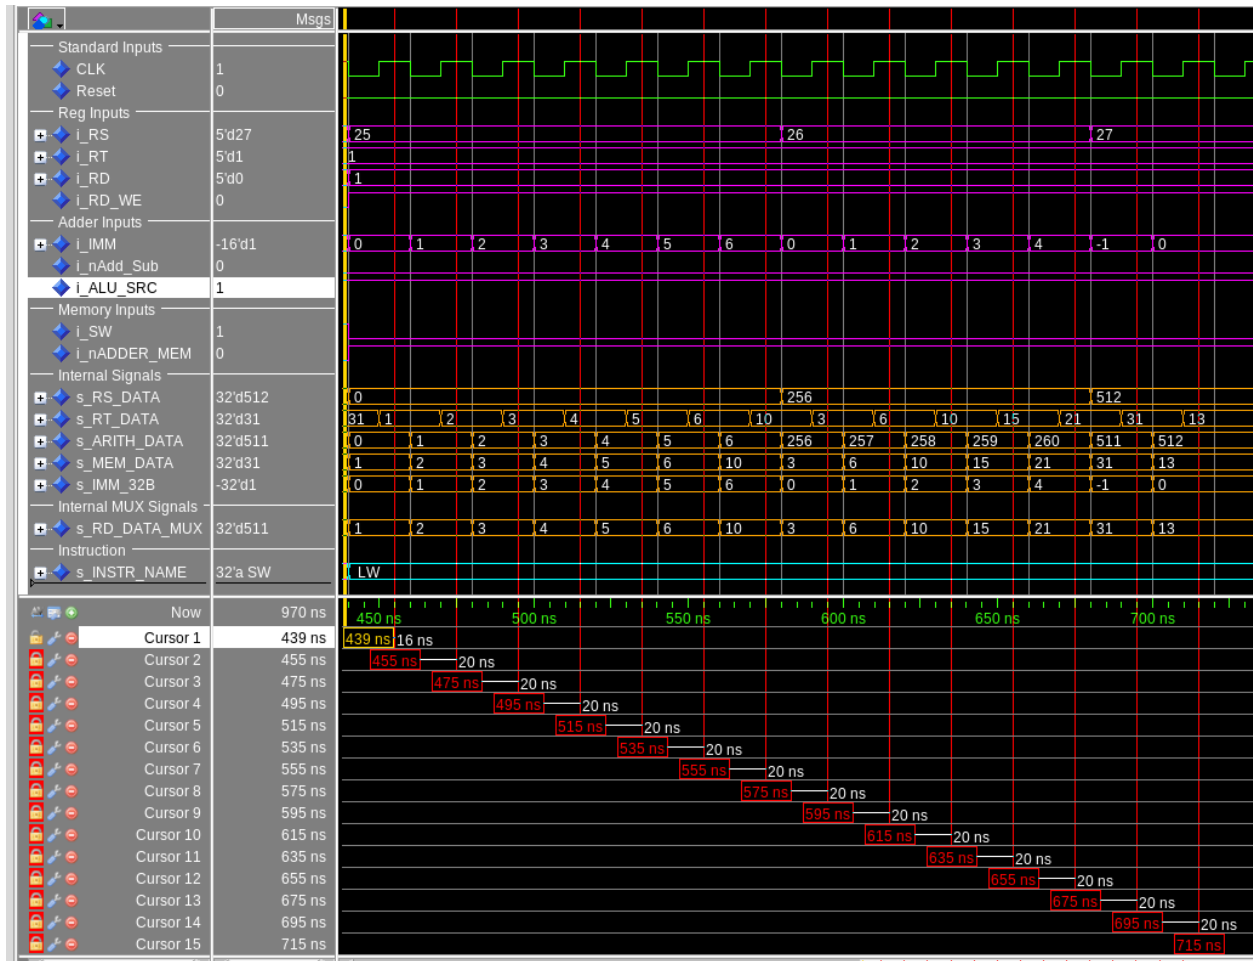 Msgs
Standard Inputs
CLK 1
Reset 0
Reg Inputs
i_RS 5'd27 25 26 27
i_RT 5'd1 1
i_RD 5'd0 1
i_RD_WE 0
Adder Inputs
i_IMM -16'd1 0 1 2 3 4 5 6 0 1 2 3 4 -1 0
i_nAdd_Sub 0
i_ALU_SRC 1
Memory Inputs
i_SW 1
i_nADDER_MEM 0
Internal Signals
s_RS_DATA 32'd512 0 256 512
s_RT_DATA 32'd31 31 1 2 3 4 5 6 10 3 6 10 15 21 31 13
s_ARITH_DATA 32'd511 0 1 2 3 4 5 6 256 257 258 259 260 511 512
s_MEM_DATA 32'd31 1 2 3 4 5 6 10 3 6 10 15 21 31 13
s_IMM_32B -32'd1 0 1 2 3 4 5 6 0 1 2 3 4 -1 0
Internal MUX Signals
s_RD_DATA_MUX 32'd511 1 2 3 4 5 6 10 3 6 10 15 21 31 13
Instruction
s_INSTR_NAME 32'a SW LW
Now 970 ns 450 ns 500 ns 550 ns 600 ns 650 ns 700 ns
Cursor 1 439 ns 439 ns 16 ns
Cursor 2 455 ns 455 ns 20 ns
Cursor 3 475 ns 475 ns 20 ns
Cursor 4 495 ns 495 ns 20 ns
Cursor 5 515 ns 515 ns 20 ns
Cursor 6 535 ns 535 ns 20 ns
Cursor 7 555 ns 555 ns 20 ns
Cursor 8 575 ns 575 ns 20 ns
Cursor 9 595 ns 595 ns 20 ns
Cursor 10 615 ns 615 ns 20 ns
Cursor 11 635 ns 635 ns 20 ns
Cursor 12 655 ns 655 ns 20 ns
Cursor 13 675 ns 675 ns 20 ns
Cursor 14 695 ns 695 ns 20 ns
Cursor 15 715 ns 715 ns